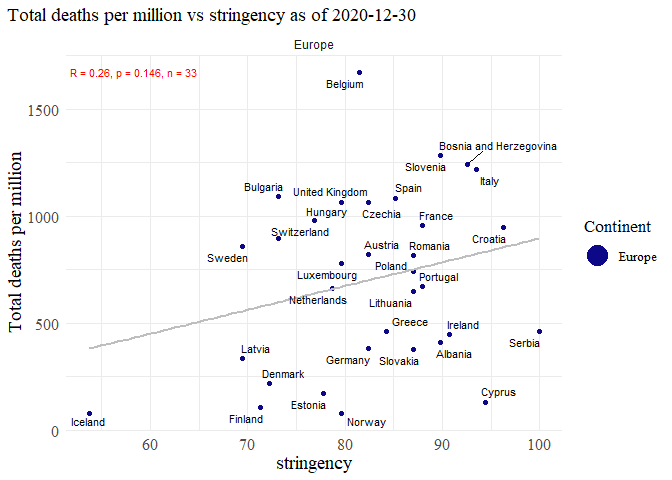 Total deaths per million vs stringency as of 2020-12-30
Europe
R = 0.26, p = 0.146, n = 33
Belgium
1500
Bosnia and Herzegovina
Slovenia
Italy
Bulgaria
United Kingdom
Spain
Hungary
Czechia
France
1000
Switzerland
Croatia
Sweden
Austria
Romania
Luxembourg
Poland
Portugal
Netherlands
Lithuania
500
Greece
Ireland
Serbia
Latvia
Germany
Slovakia
Albania
Denmark
Cyprus
Estonia
Finland
Iceland
Norway
0
60
70
80
90
100
stringency
Total deaths per million
Continent
Europe